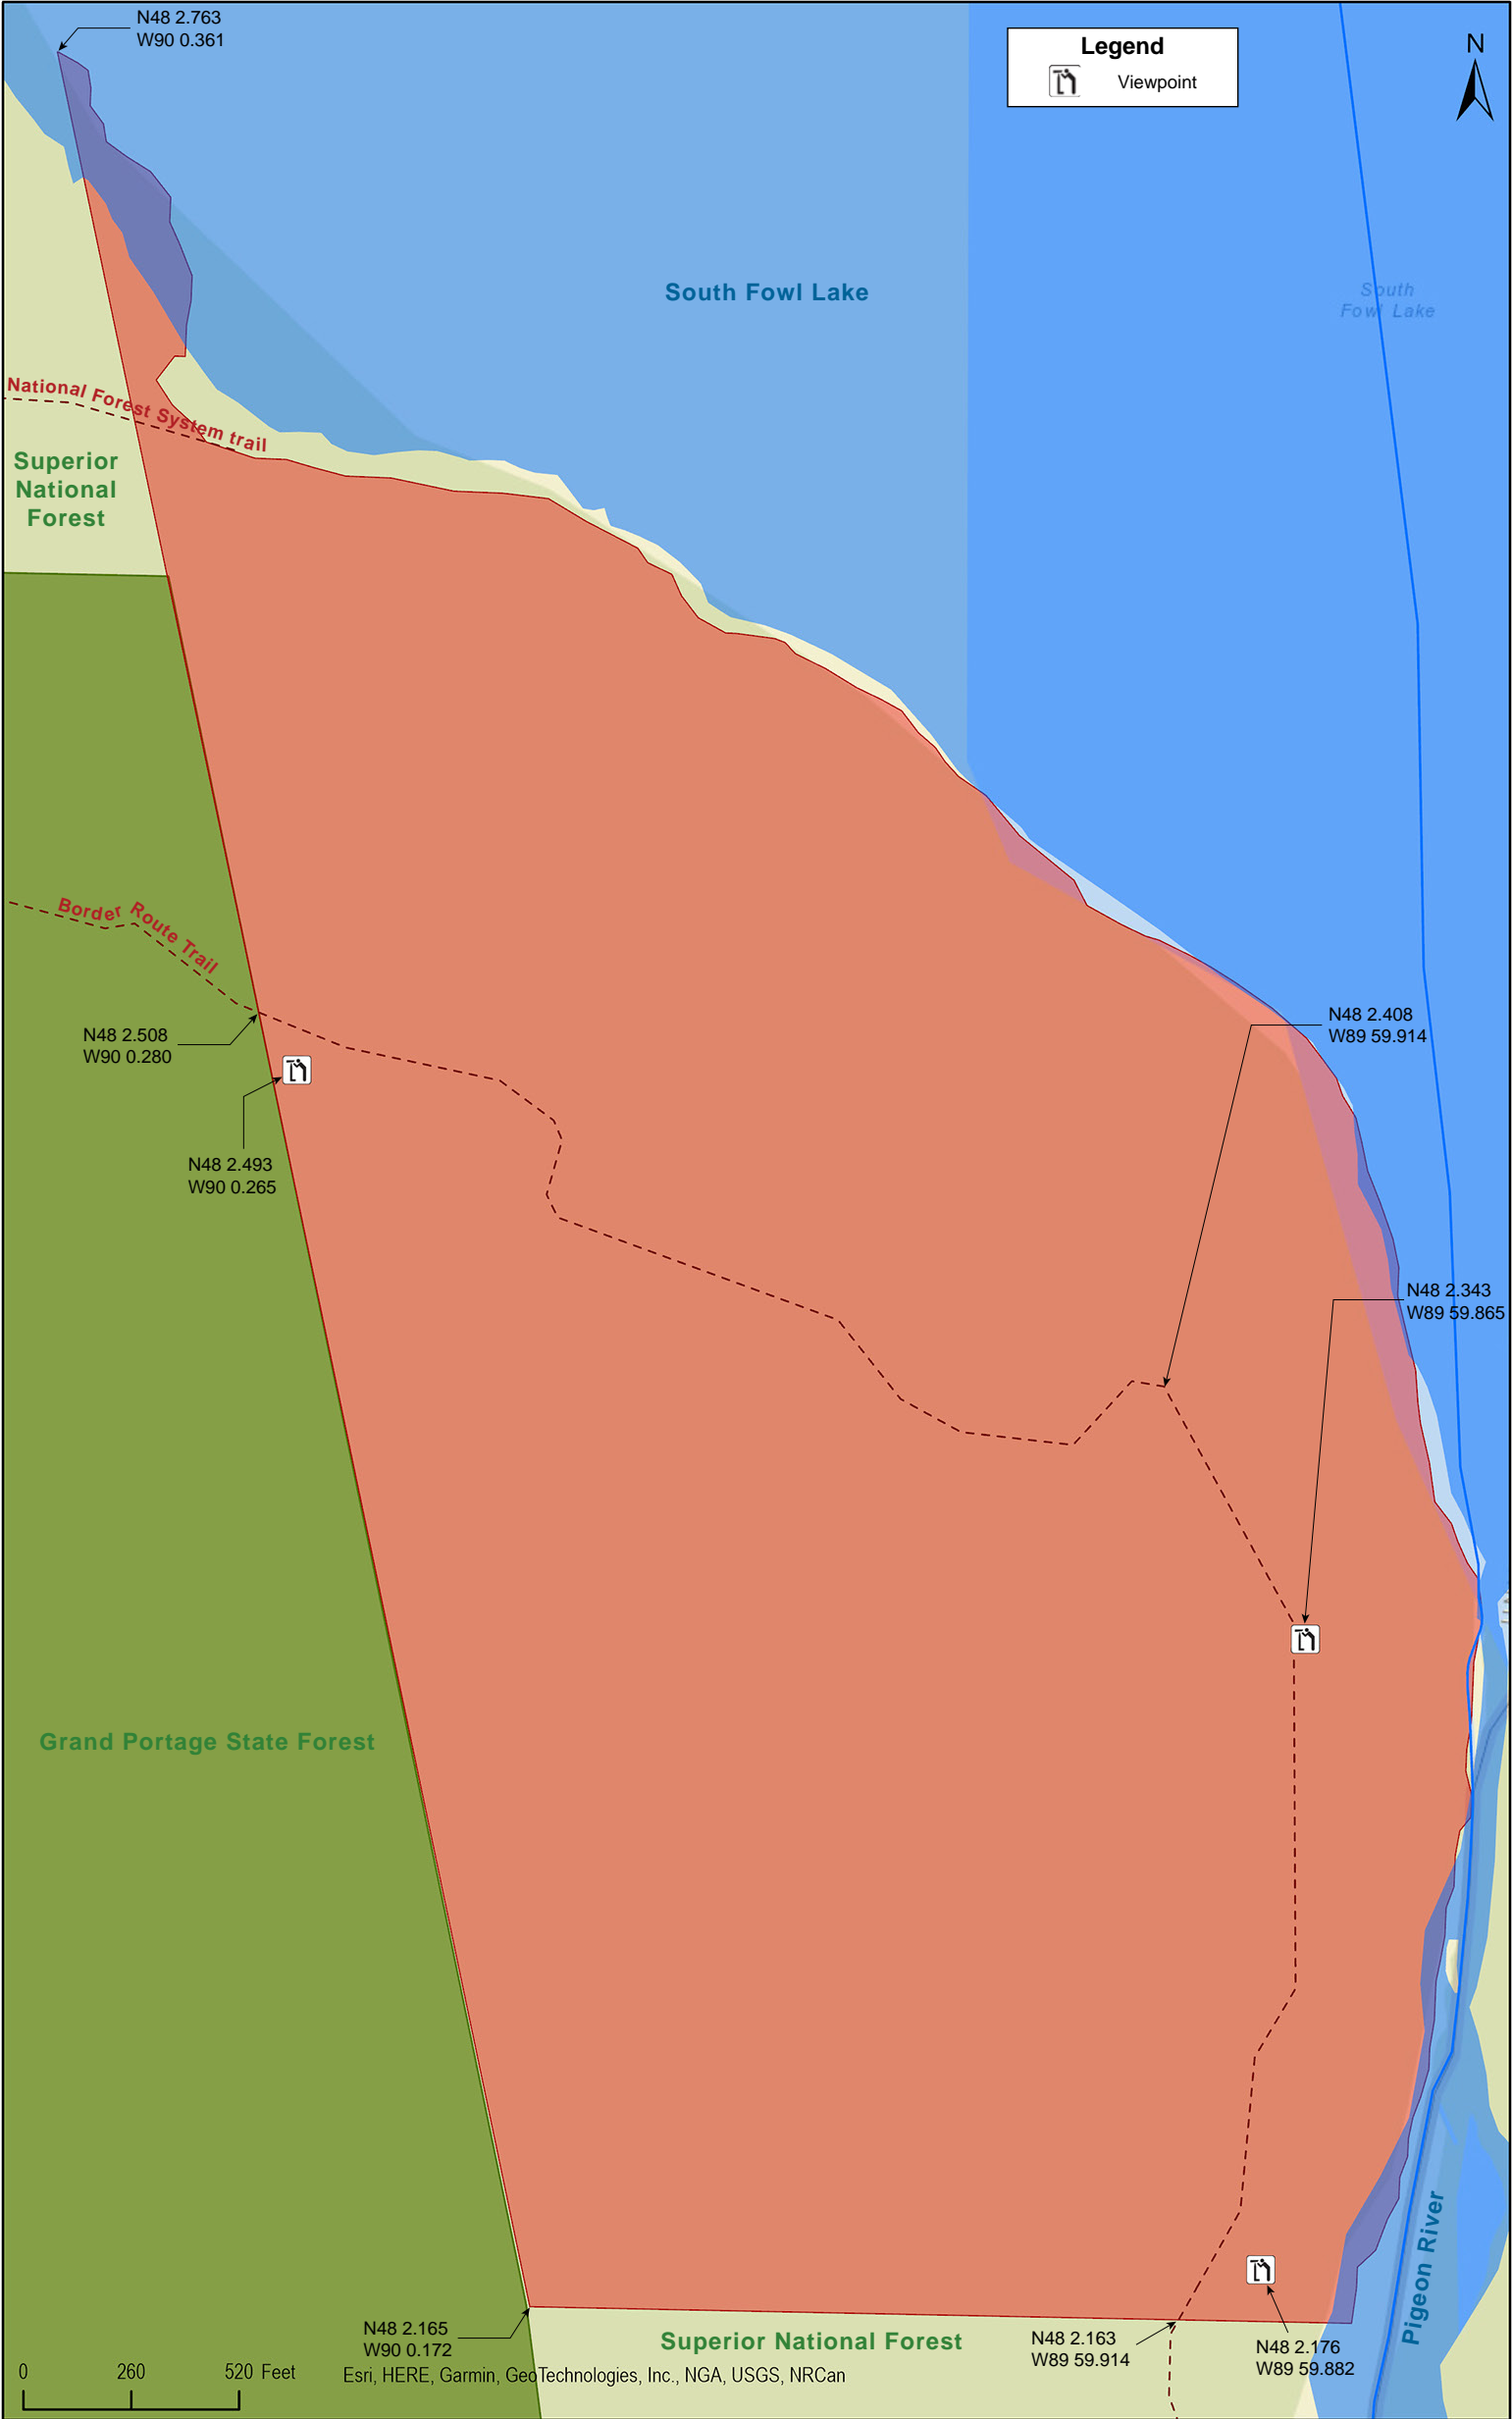 N48 2.763
W90 0.361
Legend
Viewpoint
N
South Fowl Lake
South
Fowl Lake
National Forest System trail
Superior
National
Forest
Border Route Trail
N48 2.508
W90 0.280
N48 2.408
W89 59.914
N48 2.493
W90 0.265
N48 2.343
W89 59.865
Grand Portage State Forest
Pigeon River
N48 2.165
W90 0.172
Superior National Forest
N48 2.163
W89 59.914
N48 2.176
W89 59.882
0 260 520 Feet
Esri, HERE, Garmin, GeoTechnologies, Inc., NGA, USGS, NRCan